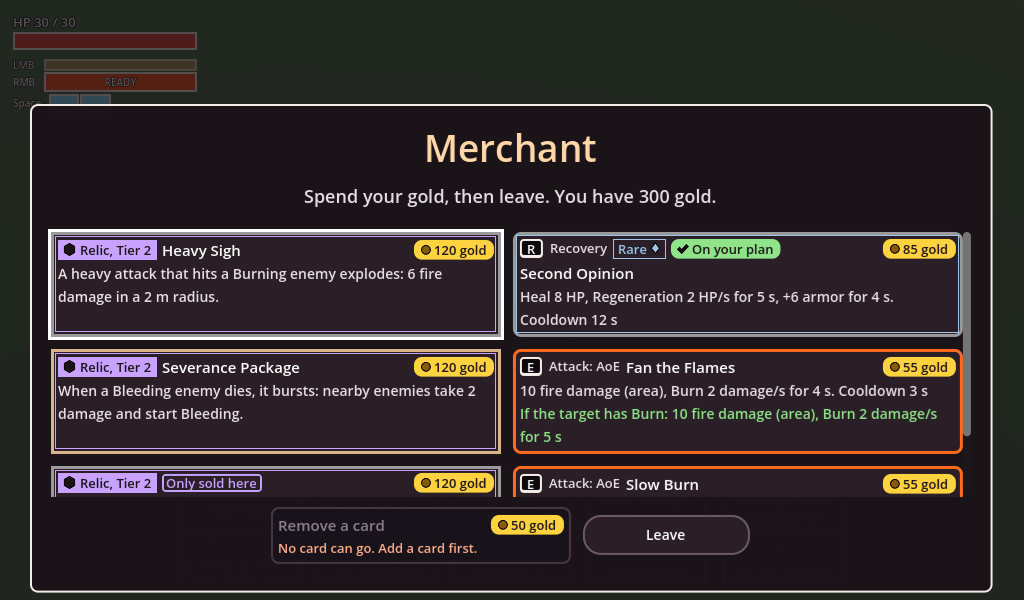 HP 30 / 30
LMB
RMB READY
Space
Merchant
Spend your gold, then leave. You have 300 gold.
Relic, Tier 2 Heavy Sigh 120 gold
A heavy attack that hits a Burning enemy explodes: 6 fire
damage in a 2 m radius.
R Recovery Rare On your plan 85 gold
Second Opinion
Heal 8 HP, Regeneration 2 HP/s for 5 s, +6 armor for 4 s.
Cooldown 12 s
Relic, Tier 2 Severance Package 120 gold
When a Bleeding enemy dies, it bursts: nearby enemies take 2
damage and start Bleeding.
E Attack: AoE Fan the Flames 55 gold
10 fire damage (area), Burn 2 damage/s for 4 s. Cooldown 3 s
If the target has Burn: 10 fire damage (area), Burn 2 damage/s
for 5 s
Relic, Tier 2 Only sold here 120 gold
E Attack: AoE Slow Burn 55 gold
Remove a card 50 gold
No card can go. Add a card first.
Leave